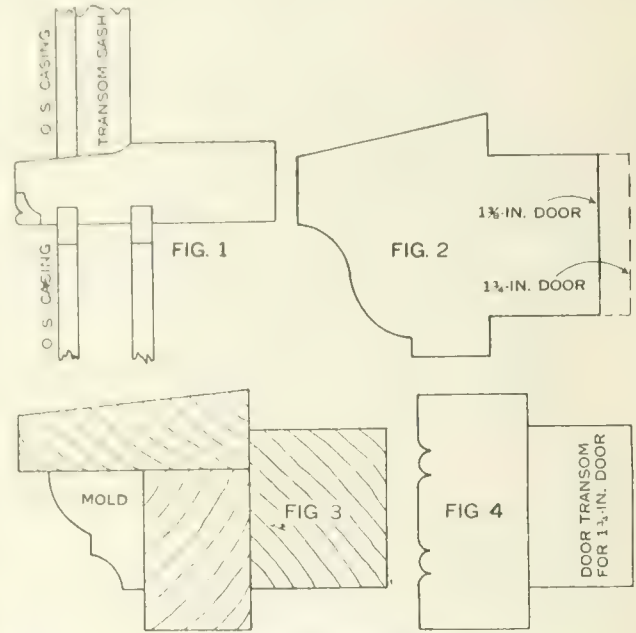 O S CASING
TRANSOM SASH
FIG. 1
O S CASING
1⅜-IN. DOOR
FIG. 2
1¾-IN. DOOR
MOLD
FIG 3
FIG 4
DOOR TRANSOM
FOR 1¾-IN. DOOR